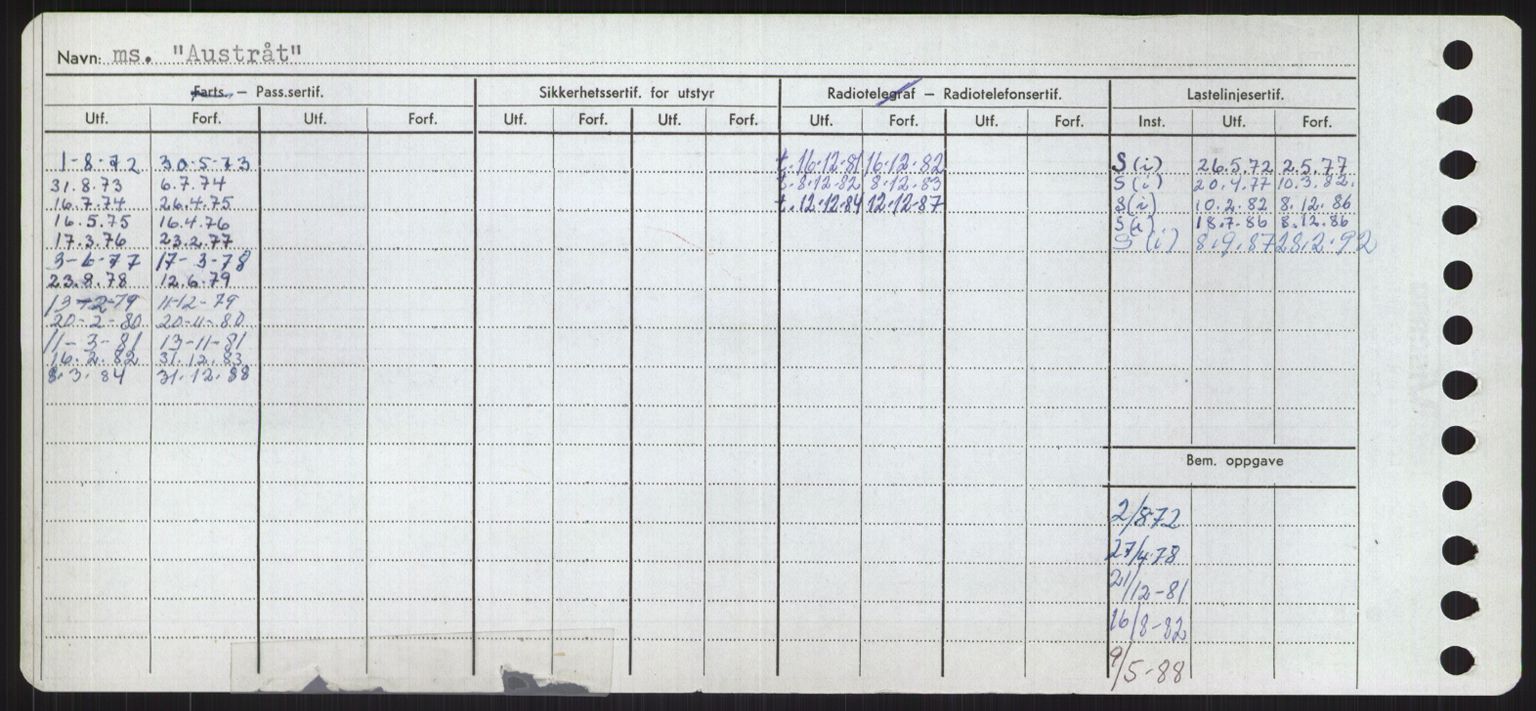 Navn: ms. "Austråt"
Farts. — Pass.sertif. Sikkerhetssertif. for utstyr Radiotelegraf — Radiotelefonsertif. Lastelinjesertif.
Utf. Forf. Utf. Forf. Utf. Forf. Utf. Forf. Utf. Forf. Utf. Forf. Inst. Utf. Forf.
1-8-72 30-5-73 t. 16.12.81 16.12.82 S (i) 26.5.72 2.5.77
31.8.73 6.7.74 t. 8.12.82 8.12.83 S (i) 20.4.77 10.3.82.
16.7.74 26.4.75 t. 12.12.84 12.12.87 S (i) 10.2.82 8.12.86
16.5.75 16.4.76 S (i) 18.7.86 8.12.86
17.3.76 23.2.77 S (i) 8.9.87 28.2.92
3-6-77 17-3-78
23.8.78 12.6.79
13-2-79 11-12-79
20-2-80 20-11-80
11-3-81 13-11-81
16.2.82 31.12.83
8.3.84 31.12.88
Bem. oppgave
2/8-72
27/4-78
21/12-81
16/8-82
9/5-88